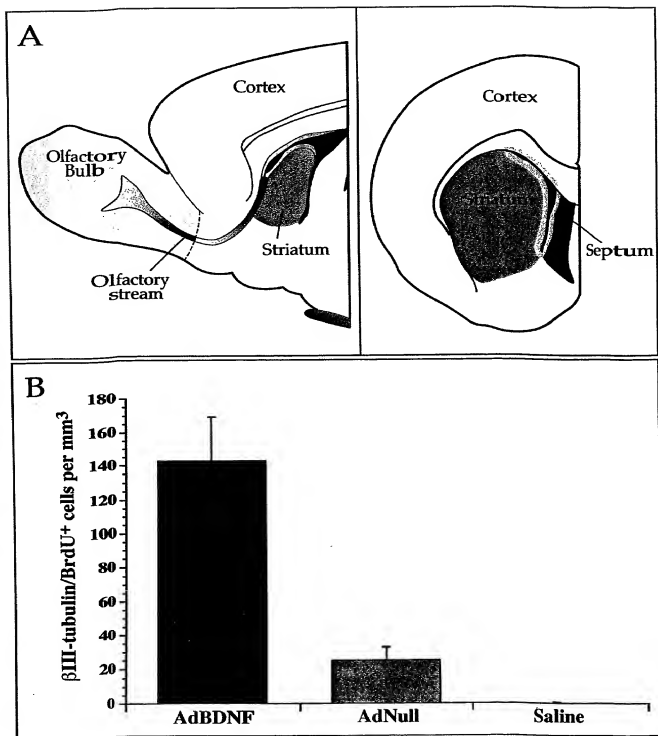 A
Cortex
Olfactory
Bulb
Striatum
Olfactory
stream
Cortex
Striatum
Septum
B
βIII-tubulin/BrdU+ cells per mm3
180
160
140
120
100
80
60
40
20
0
AdBDNF
AdNull
Saline